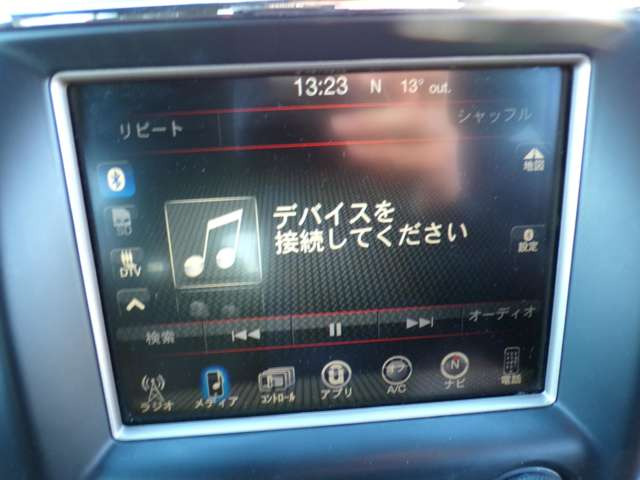 13:23 N 13° out.
リピート シャッフル
地図
SD
デバイスを
接続してください
設定
DTV
検索 オーディオ
ラジオ メディア コントロール アプリ A/C N ナビ 電話